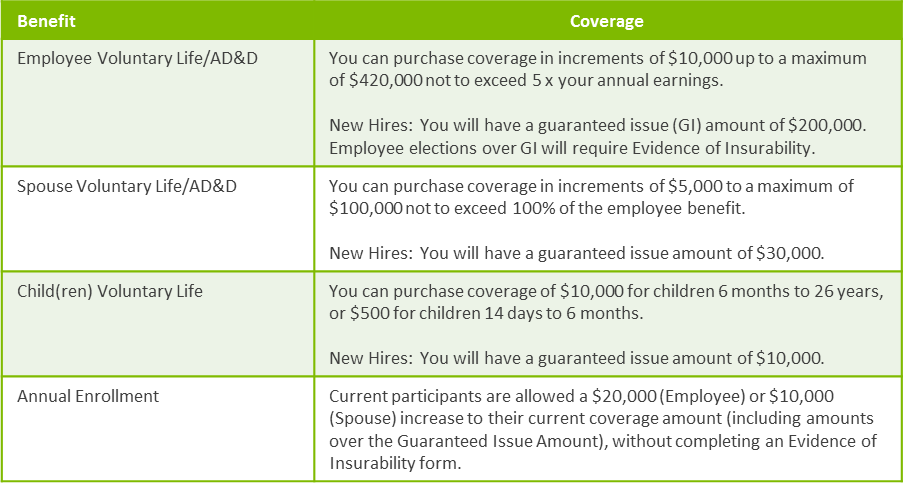 Benefit
Coverage
Employee Voluntary Life/AD&D
You can purchase coverage in increments of $10,000 up to a maximum
of $420,000 not to exceed 5 x your annual earnings.
New Hires: You will have a guaranteed issue (GI) amount of $200,000.
Employee elections over GI will require Evidence of Insurability.
Spouse Voluntary Life/AD&D
You can purchase coverage in increments of $5,000 to a maximum of
$100,000 not to exceed 100% of the employee benefit.
New Hires: You will have a guaranteed issue amount of $30,000.
Child(ren) Voluntary Life
You can purchase coverage of $10,000 for children 6 months to 26 years,
or $500 for children 14 days to 6 months.
New Hires: You will have a guaranteed issue amount of $10,000.
Annual Enrollment
Current participants are allowed a $20,000 (Employee) or $10,000
(Spouse) increase to their current coverage amount (including amounts
over the Guaranteed Issue Amount), without completing an Evidence of
Insurability form.